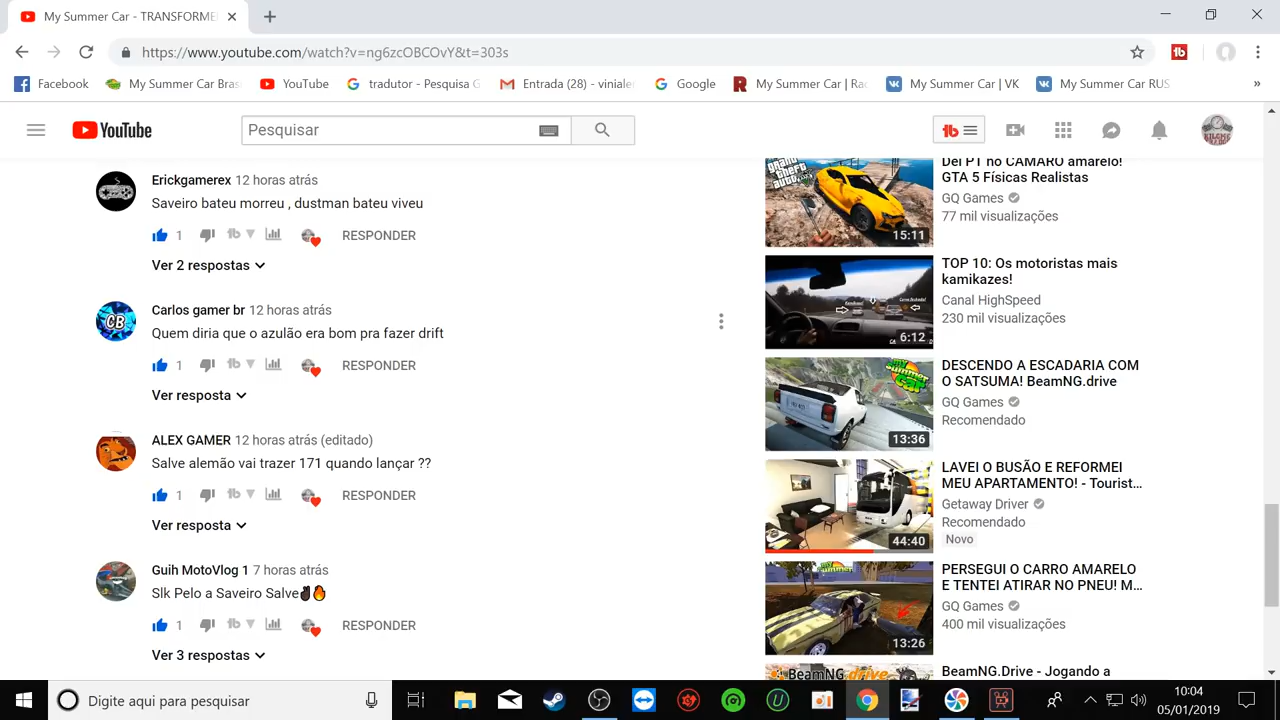 My Summer Car - TRANSFORME
https://www.youtube.com/watch?v=ng6zcOBCOvY&t=303s
Facebook
My Summer Car Bras
YouTube
tradutor - Pesquisa G
Entrada (28) - vinialer
Google
My Summer Car | Rac
My Summer Car | VK
My Summer Car RUS
»
YouTube
Pesquisar
Erickgamerex 12 horas atrás
Saveiro bateu morreu , dustman bateu viveu
1
RESPONDER
Ver 2 respostas
Carlos gamer br 12 horas atrás
Quem diria que o azulão era bom pra fazer drift
1
RESPONDER
Ver resposta
ALEX GAMER 12 horas atrás (editado)
Salve alemão vai trazer 171 quando lançar ??
1
RESPONDER
Ver resposta
Guih MotoVlog 1 7 horas atrás
Slk Pelo a Saveiro Salve✌🏿🔥
1
RESPONDER
Ver 3 respostas
Dei PT no CAMARO amarelo!
GTA 5 Físicas Realistas
GQ Games
77 mil visualizações
15:11
TOP 10: Os motoristas mais
kamikazes!
Canal HighSpeed
230 mil visualizações
6:12
DESCENDO A ESCADARIA COM
O SATSUMA! BeamNG.drive
GQ Games
Recomendado
13:36
LAVEI O BUSÃO E REFORMEI
MEU APARTAMENTO! - Tourist...
Getaway Driver
Recomendado
Novo
44:40
PERSEGUI O CARRO AMARELO
E TENTEI ATIRAR NO PNEU! M...
GQ Games
400 mil visualizações
13:26
BeamNG.Drive - Jogando a
BeamNG.drive
Digite aqui para pesquisar
10:04
05/01/2019